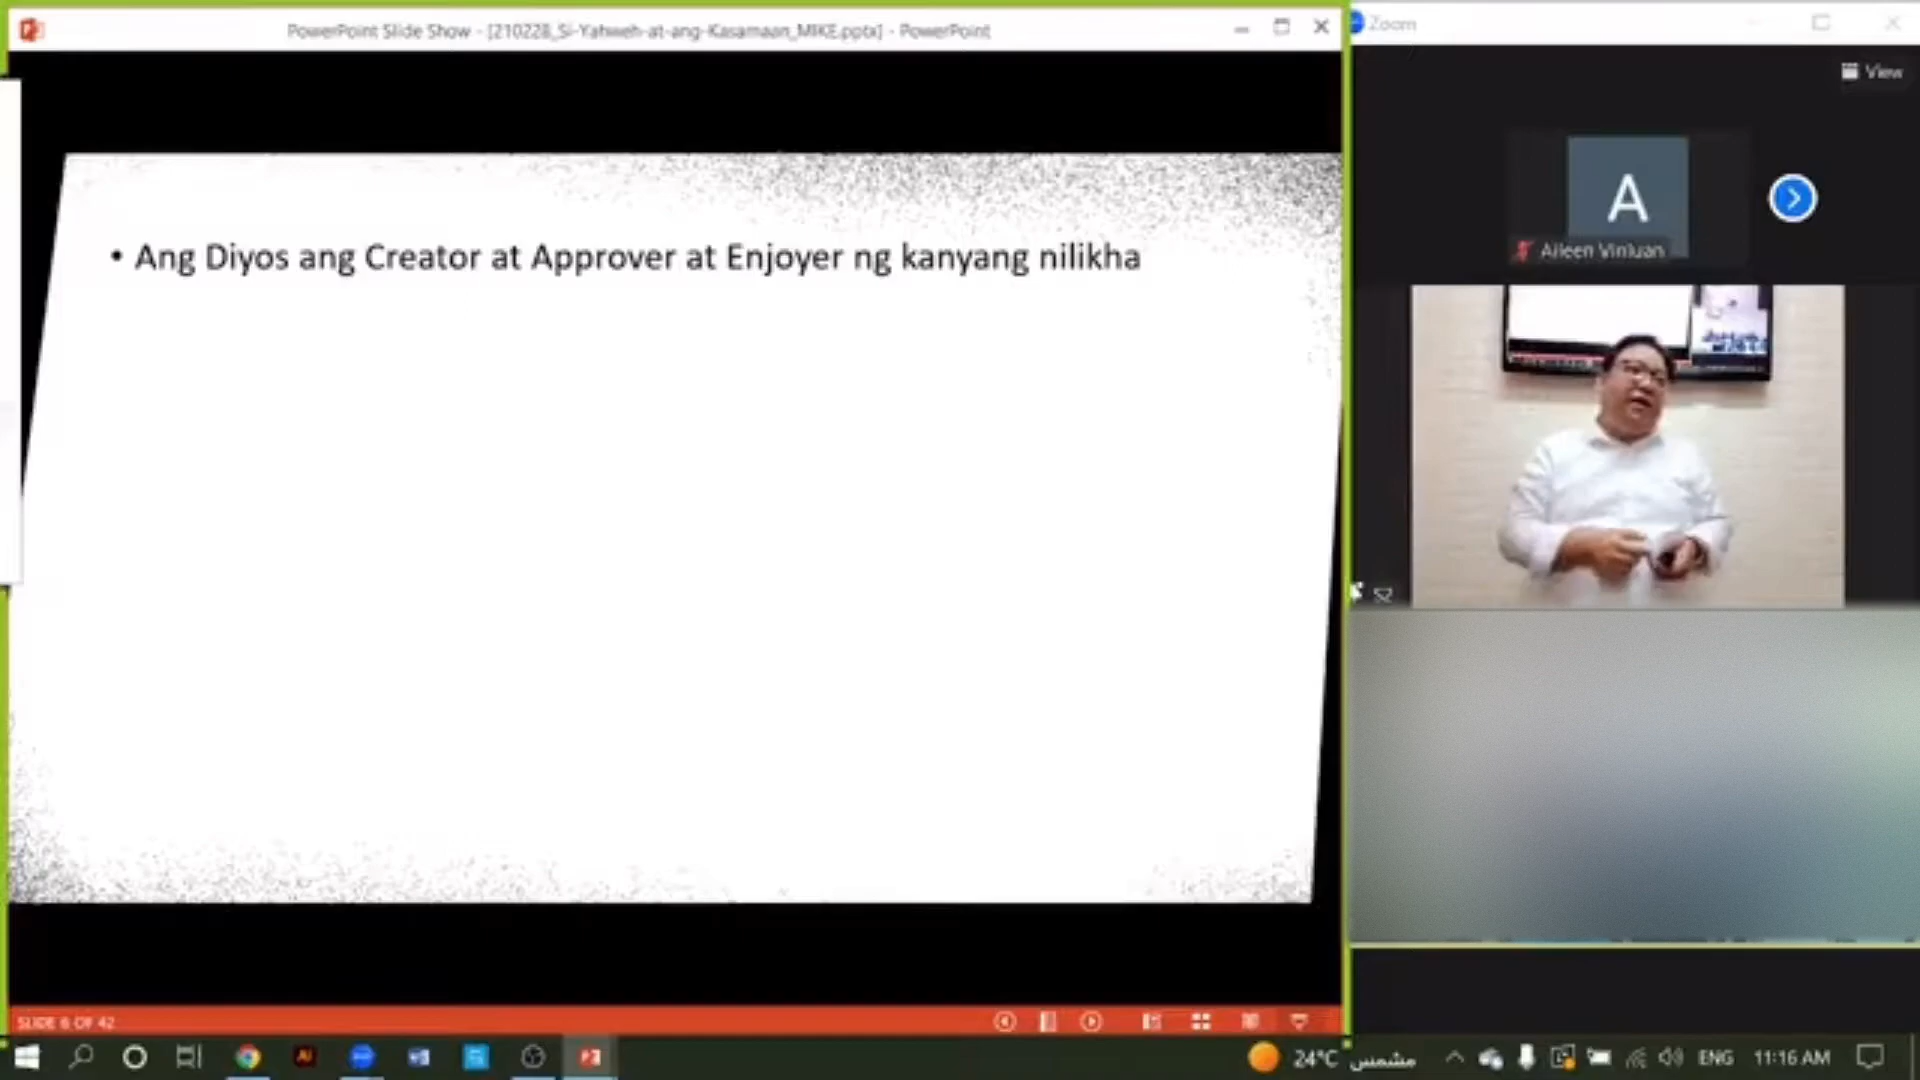 PowerPoint Slide Show - [210228_Si-Yahweh-at-ang-Kasamaan_MIKE.pptx] - PowerPoint
Zoom
View
• Ang Diyos ang Creator at Approver at Enjoyer ng kanyang nilikha
A
Aileen Vinluan
SLIDE 6 OF 42
24°C مشمس
ENG
11:16 AM